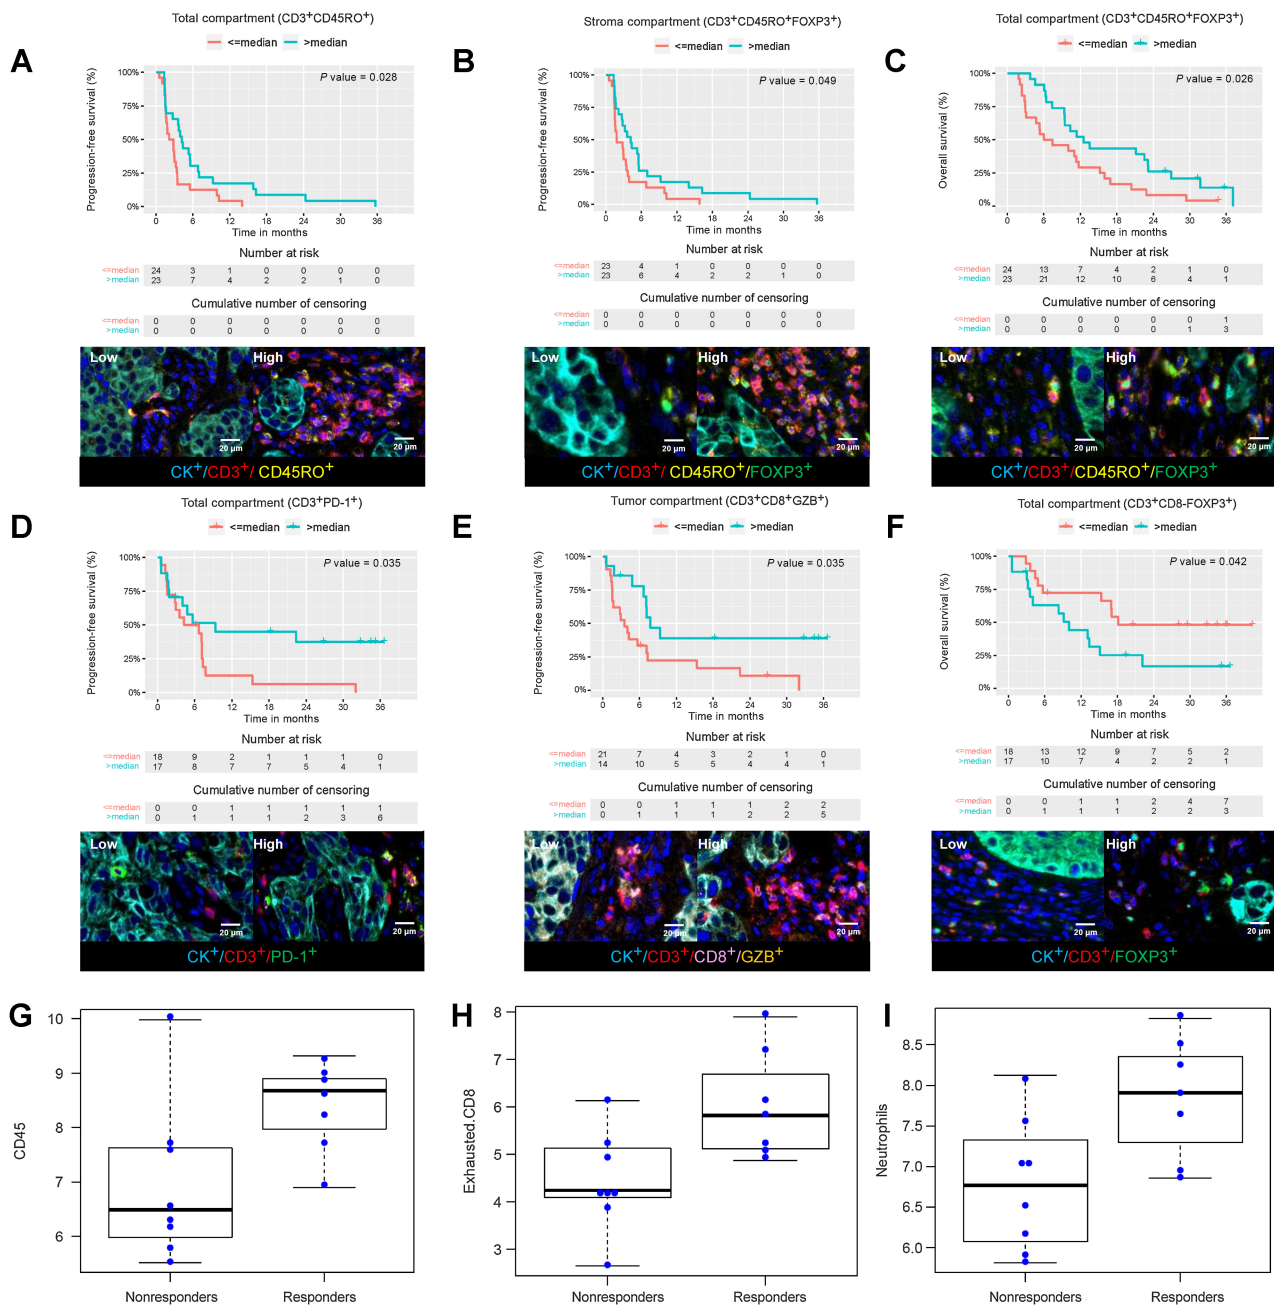 A
Total compartment (CD3+CD45RO+)
<=median >median
P value = 0.028
Progression-free survival (%)
100%
75%
50%
25%
0%
0 6 12 18 24 30 36
Time in months
Number at risk
<=median 24 3 1 0 0 0 0
>median 23 7 4 2 2 1 0
Cumulative number of censoring
<=median 0 0 0 0 0 0 0
>median 0 0 0 0 0 0 0
Low High
20 µm 20 µm
CK+/CD3+/ CD45RO+
B
Stroma compartment (CD3+CD45RO+FOXP3+)
<=median >median
P value = 0.049
Progression-free survival (%)
100%
75%
50%
25%
0%
0 6 12 18 24 30 36
Time in months
Number at risk
<=median 23 4 1 0 0 0 0
>median 23 6 4 2 2 1 0
Cumulative number of censoring
<=median 0 0 0 0 0 0 0
>median 0 0 0 0 0 0 0
Low High
20 µm 20 µm
CK+/CD3+/ CD45RO+/FOXP3+
C
Total compartment (CD3+CD45RO+FOXP3+)
<=median >median
P value = 0.026
Overall survival (%)
100%
75%
50%
25%
0%
0 6 12 18 24 30 36
Time in months
Number at risk
<=median 24 13 7 4 2 1 0
>median 23 21 12 10 6 4 1
Cumulative number of censoring
<=median 0 0 0 0 0 0 1
>median 0 0 0 0 0 1 3
Low High
20 µm 20 µm
CK+/CD3+/CD45RO+/FOXP3+
D
Total compartment (CD3+PD-1+)
<=median >median
P value = 0.035
Progression-free survival (%)
100%
75%
50%
25%
0%
0 6 12 18 24 30 36
Time in months
Number at risk
<=median 18 9 2 1 1 1 0
>median 17 8 7 7 5 4 1
Cumulative number of censoring
<=median 0 0 1 1 1 1 1
>median 0 1 1 1 2 3 6
Low High
20 µm 20 µm
CK+/CD3+/PD-1+
E
Tumor compartment (CD3+CD8+GZB+)
<=median >median
P value = 0.035
Progression-free survival (%)
100%
75%
50%
25%
0%
0 6 12 18 24 30 36
Time in months
Number at risk
<=median 21 7 4 3 2 1 0
>median 14 10 5 5 4 4 1
Cumulative number of censoring
<=median 0 0 1 1 1 2 2
>median 0 1 1 1 2 2 5
Low High
20 µm 20 µm
CK+/CD3+/CD8+/GZB+
F
Total compartment (CD3+CD8-FOXP3+)
<=median >median
P value = 0.042
Overall survival (%)
100%
75%
50%
25%
0%
0 6 12 18 24 30 36
Time in months
Number at risk
<=median 18 13 12 9 7 5 2
>median 17 10 7 4 2 2 1
Cumulative number of censoring
<=median 0 0 1 1 2 4 7
>median 0 1 1 1 2 2 3
Low High
20 µm 20 µm
CK+/CD3+/FOXP3+
G
CD45
10
9
8
7
6
Nonresponders Responders
H
Exhausted.CD8
8
7
6
5
4
3
Nonresponders Responders
I
Neutrophils
8.5
8.0
7.5
7.0
6.5
6.0
Nonresponders Responders